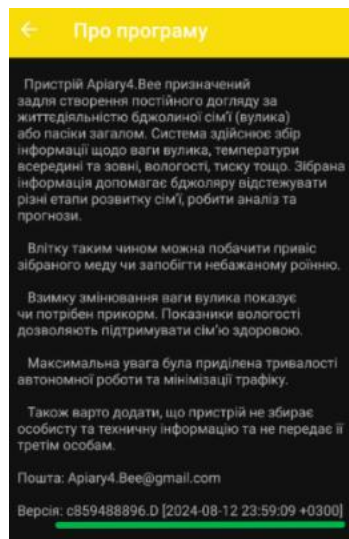 Про програму
Пристрій Apiary4.Bee призначений
задля створення постійного догляду за
життєдіяльністю бджолиної сім'ї (вулика)
або пасіки загалом. Система здійснює збір
інформації щодо ваги вулика, температури
всередині та зовні, вологості, тиску тощо. Зібрана
інформація допомагає бджоляру відстежувати
різні етапи розвитку сім'ї, робити аналіз та
прогнози.
Влітку таким чином можна побачити привіс
зібраного меду чи запобігти небажаному роїнню.
Взимку змінювання ваги вулика показує
чи потрібен прикорм. Показники вологості
дозволяють підтримувати сім'ю здоровою.
Максимальна увага була приділена тривалості
автономної роботи та мінімізації трафіку.
Також варто додати, що пристрій не збирає
особисту та техничну інформацію та не передає її
третім особам.
Пошта: Apiary4.Bee@gmail.com
Версія: c859488896.D [2024-08-12 23:59:09 +0300]